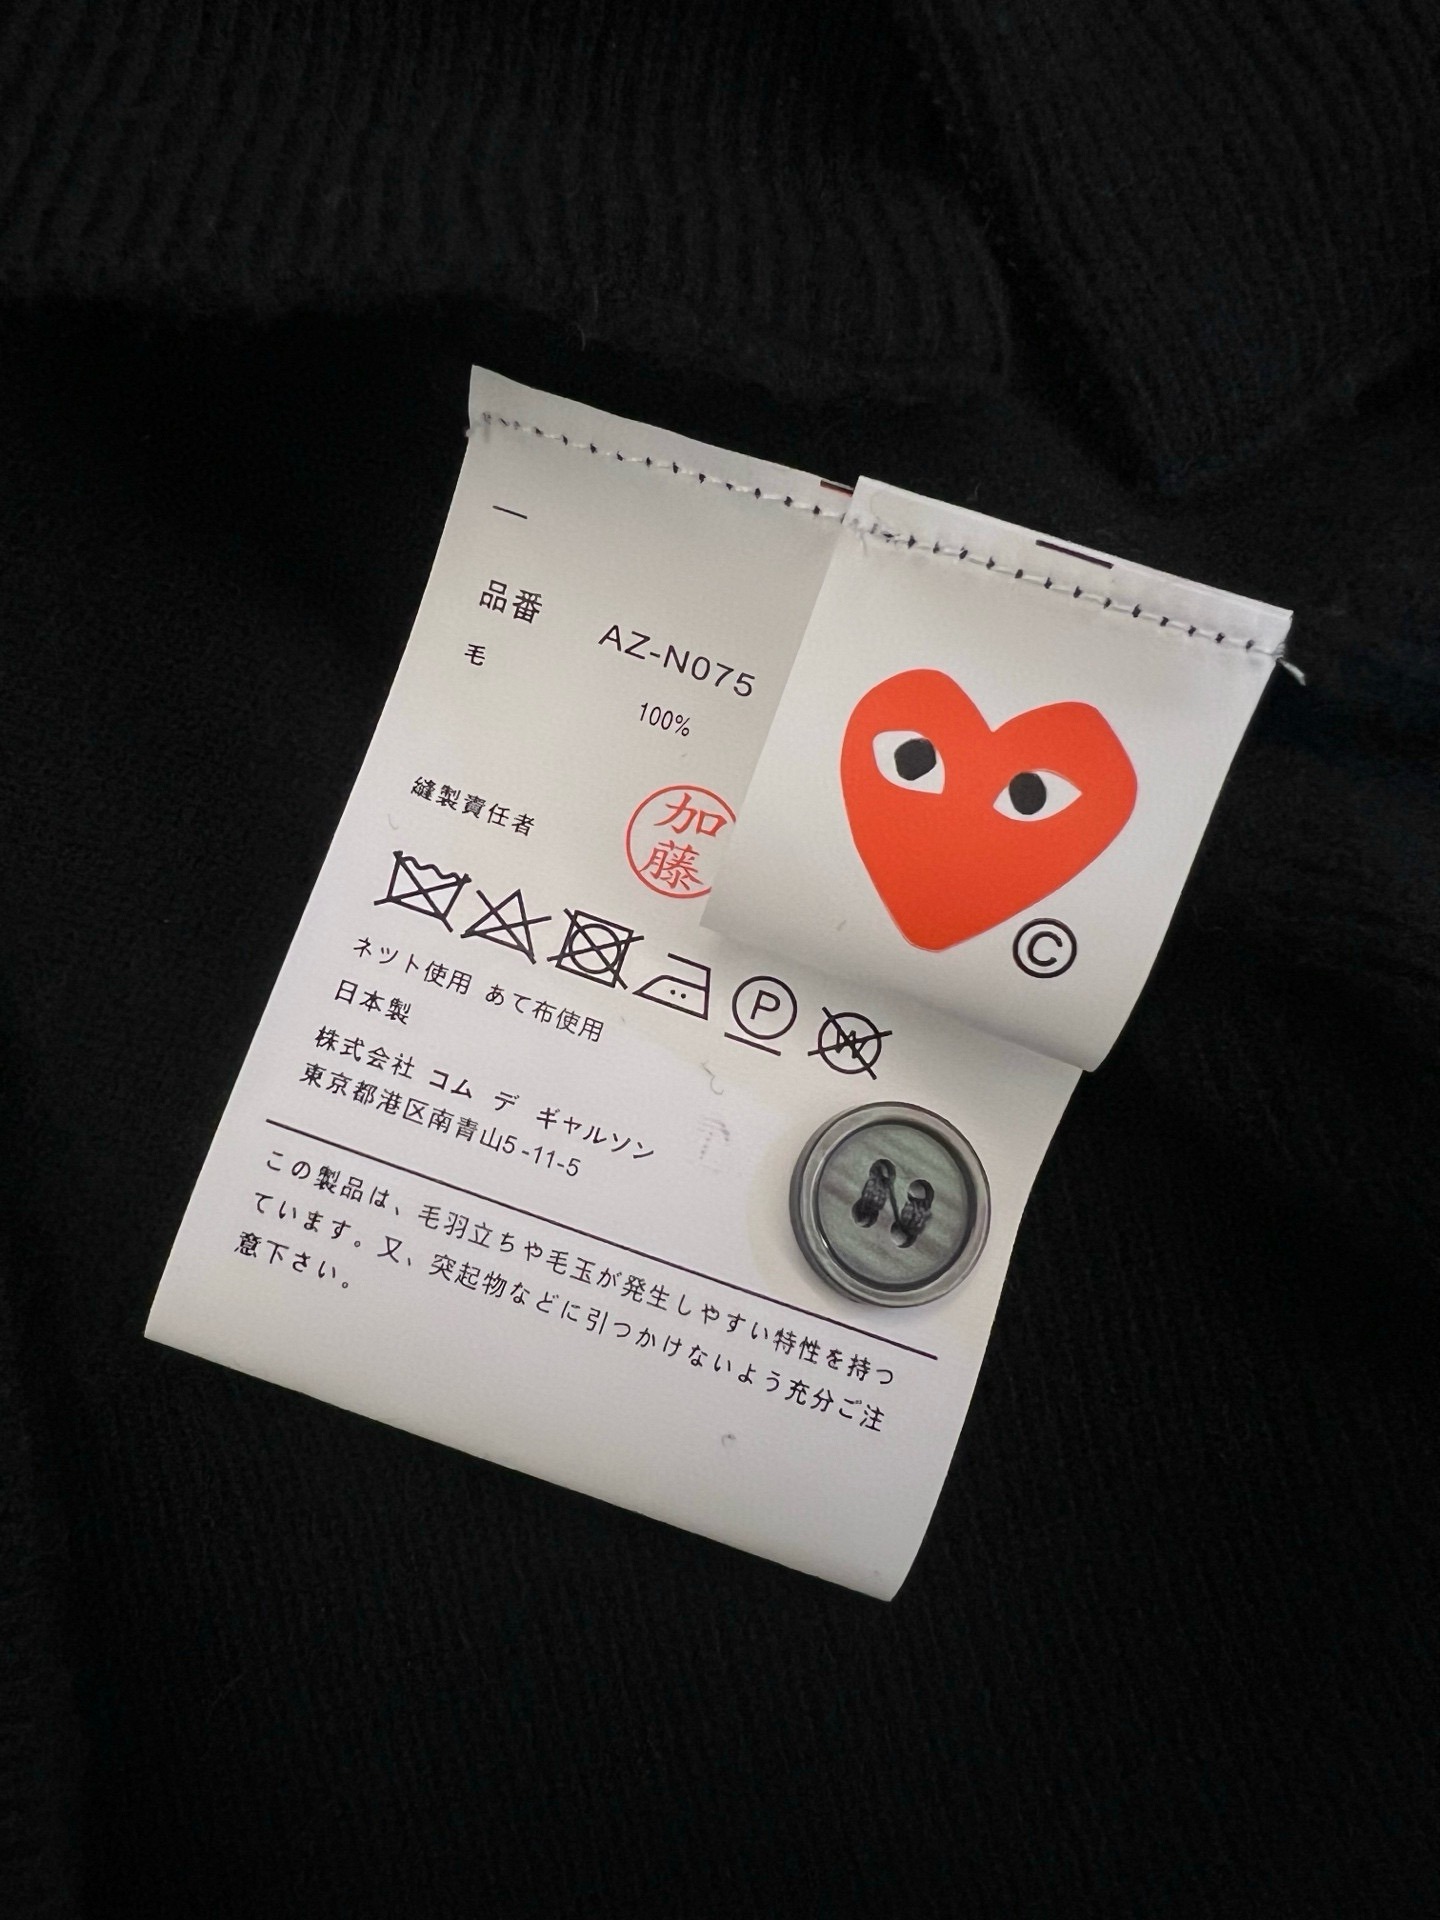 品番 AZ-N075
毛 100%
縫製責任者 加藤
P
W
ネット使用 あて布使用
日本製
株式会社 コム デ ギャルソン
東京都港区南青山5-11-5
この製品は、毛羽立ちや毛玉が発生しやすい特性を持つ
ています。又、突起物などに引っかけないよう充分ご注
意下さい。
©